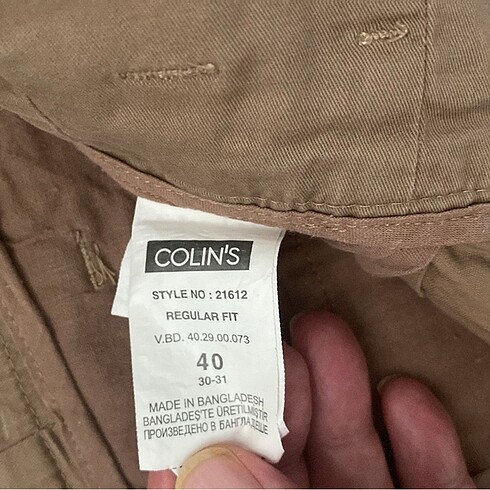 COLIN'S
STYLE NO : 21612
REGULAR FIT
V.BD. 40.29.00.073
40
30-31
MADE IN BANGLADESH
BANGLADEŞ'TE ÜRETİLMİŞTİR
ПРОИЗВЕДЕНО В БАНГЛАДЕШЕ